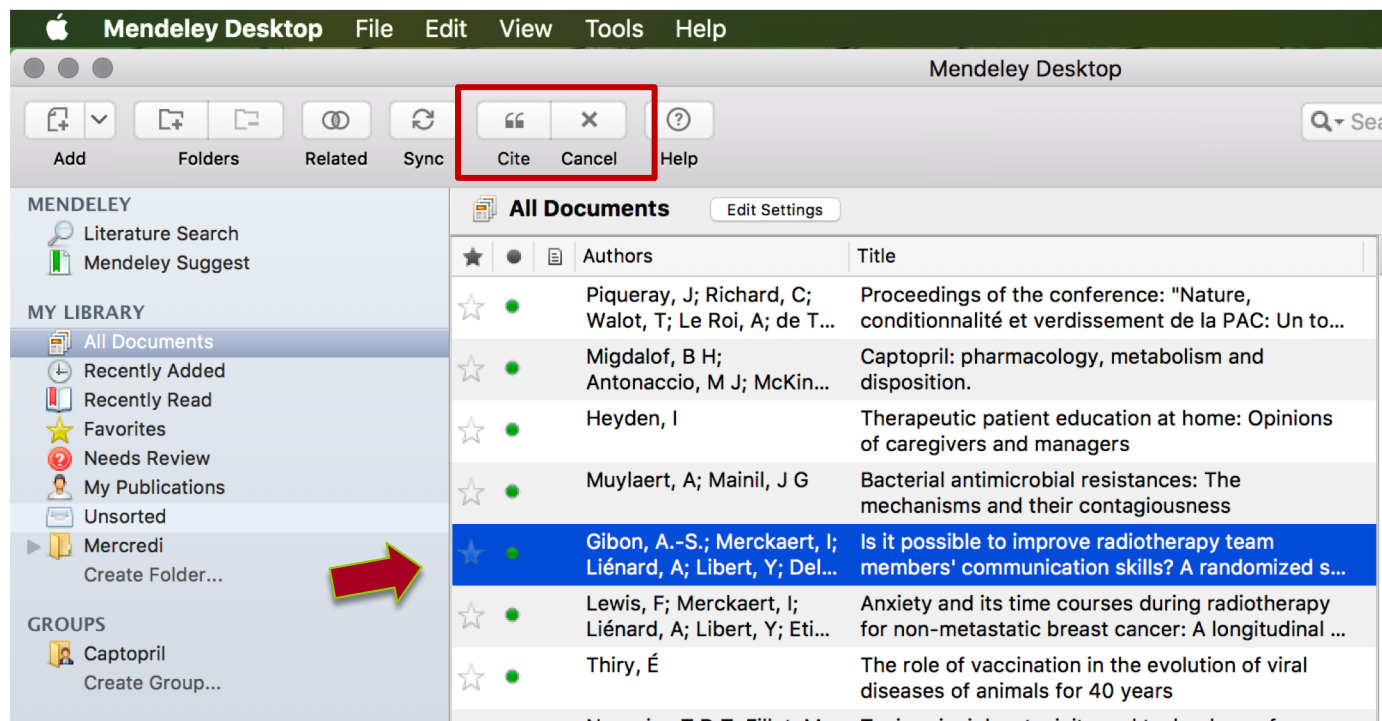 Mendeley Desktop File Edit View Tools Help
Mendeley Desktop
Sea
Add Folders Related Sync Cite Cancel Help
MENDELEY
Literature Search
Mendeley Suggest
MY LIBRARY
All Documents
Recently Added
Recently Read
Favorites
Needs Review
My Publications
Unsorted
Mercredi
Create Folder...
GROUPS
Captopril
Create Group...
All Documents Edit Settings
Authors Title
Piqueray, J; Richard, C; Proceedings of the conference: "Nature,
Walot, T; Le Roi, A; de T... conditionnalité et verdissement de la PAC: Un to...
Migdalof, B H; Captopril: pharmacology, metabolism and
Antonaccio, M J; McKin... disposition.
Heyden, I Therapeutic patient education at home: Opinions
of caregivers and managers
Muylaert, A; Mainil, J G Bacterial antimicrobial resistances: The
mechanisms and their contagiousness
Gibon, A.-S.; Merckaert, I; Is it possible to improve radiotherapy team
Liénard, A; Libert, Y; Del... members' communication skills? A randomized s...
Lewis, F; Merckaert, I; Anxiety and its time courses during radiotherapy
Liénard, A; Libert, Y; Eti... for non-metastatic breast cancer: A longitudinal ...
Thiry, É The role of vaccination in the evolution of viral
diseases of animals for 40 years